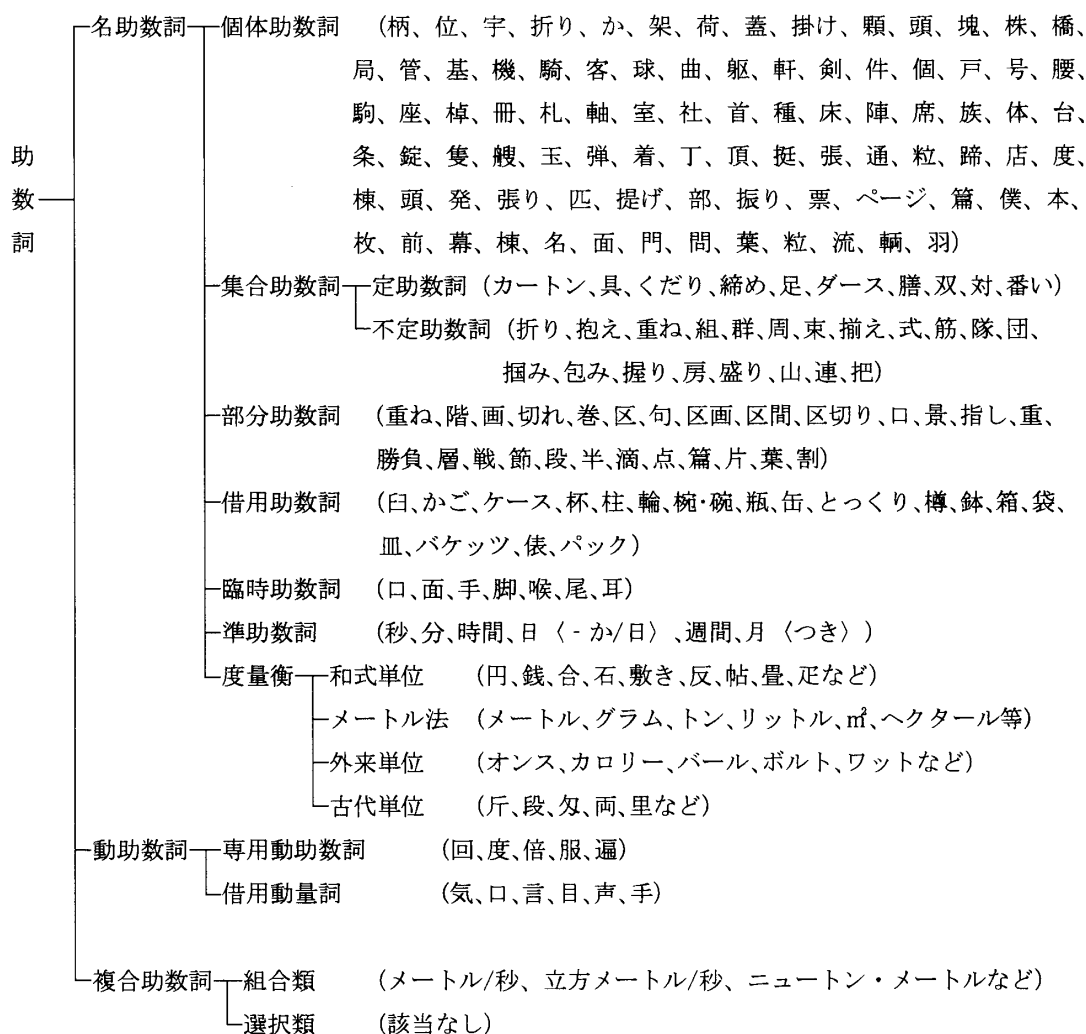 名助数詞 個体助数詞 (柄、位、宇、折り、か、架、荷、蓋、掛け、顆、頭、塊、株、橋、
局、管、基、機、騎、客、球、曲、躯、軒、剣、件、個、戸、号、腰、
駒、座、棹、冊、札、軸、室、社、首、種、床、陣、席、族、体、台、
助 条、錠、隻、艘、玉、弾、着、丁、頂、挺、張、通、粒、蹄、店、度、
数 棟、頭、発、張り、匹、提げ、部、振り、票、ページ、篇、僕、本、
詞 枚、前、幕、棟、名、面、門、問、葉、粒、流、輌、羽)
集合助数詞 定助数詞 (カートン、具、くだり、締め、足、ダース、膳、双、対、番い)
不定助数詞 (折り、抱え、重ね、組、群、周、束、揃え、式、筋、隊、団、
掴み、包み、握り、房、盛り、山、連、把)
部分助数詞 (重ね、階、画、切れ、巻、区、句、区画、区間、区切り、口、景、指し、重、
勝負、層、戦、節、段、半、滴、点、篇、片、葉、割)
借用助数詞 (臼、かご、ケース、杯、柱、輪、椀・碗、瓶、缶、とっくり、樽、鉢、箱、袋、
皿、バケッツ、俵、パック)
臨時助数詞 (口、面、手、脚、喉、尾、耳)
準助数詞 (秒、分、時間、日〈-か/日〉、週間、月〈つき〉)
度量衡 和式単位 (円、銭、合、石、敷き、反、帖、畳、疋など)
メートル法 (メートル、グラム、トン、リットル、㎡、ヘクタール等)
外来単位 (オンス、カロリー、バール、ボルト、ワットなど)
古代単位 (斤、段、匁、両、里など)
動助数詞 専用動助数詞 (回、度、倍、服、遍)
借用動量詞 (気、口、言、目、声、手)
複合助数詞 組合類 (メートル/秒、立方メートル/秒、ニュートン・メートルなど)
選択類 (該当なし)